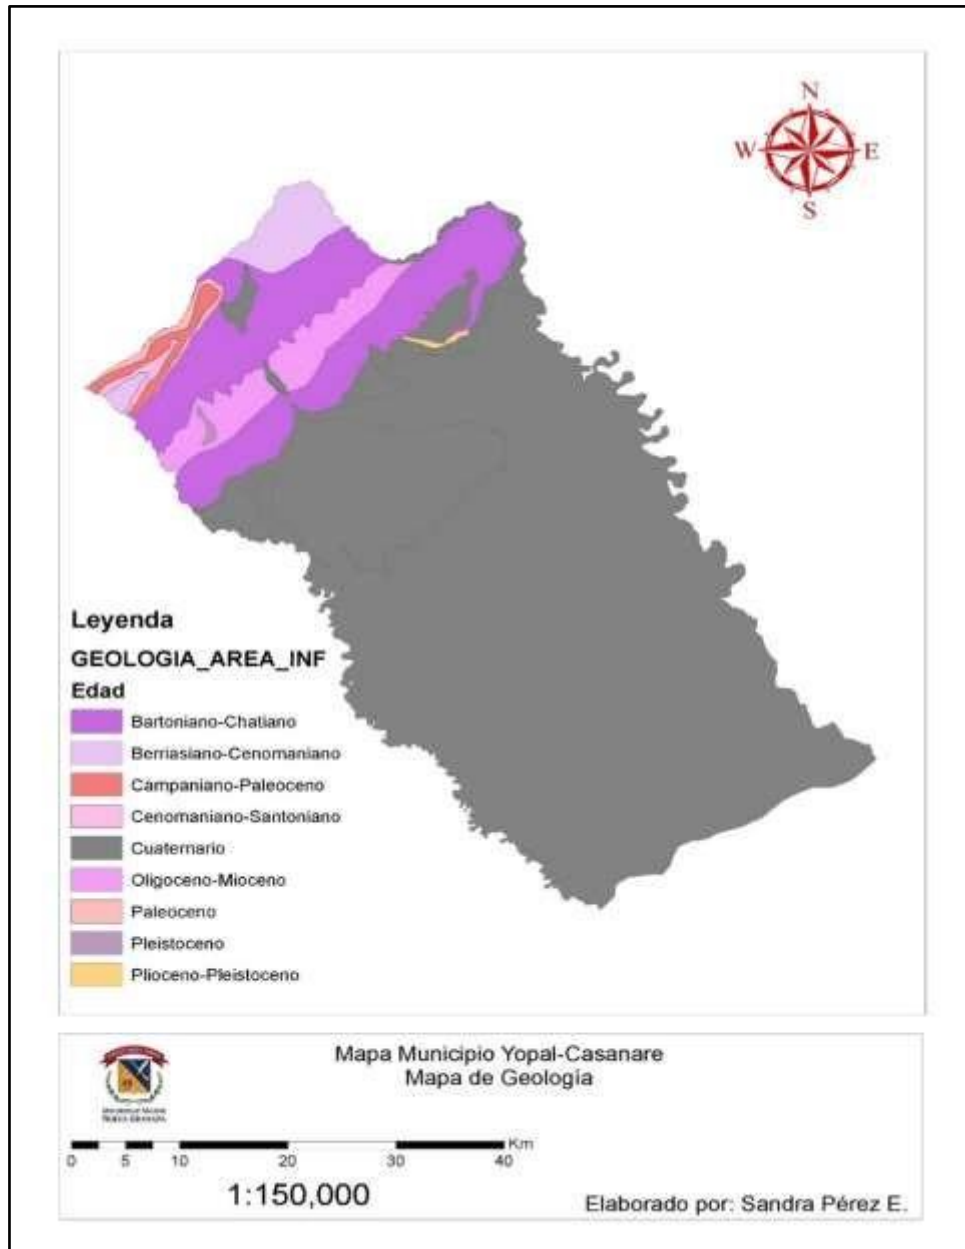 N
W E
S
Leyenda
GEOLOGIA_AREA_INF
Edad
Bartoniano-Chatiano
Berriasiano-Cenomaniano
Campaniano-Paleoceno
Cenomaniano-Santoniano
Cuaternario
Oligoceno-Mioceno
Paleoceno
Pleistoceno
Plioceno-Pleistoceno
Mapa Municipio Yopal-Casanare
Mapa de Geología
Km
0 5 10 20 30 40
1:150,000
Elaborado por: Sandra Pérez E.